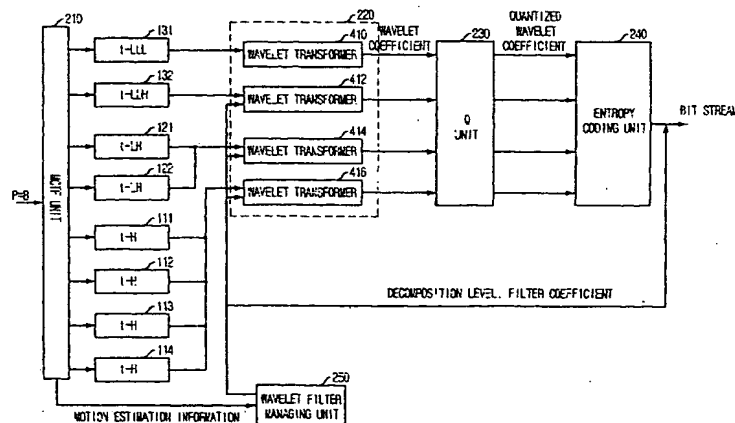 210
131
t-LLL
132
t-LLH
121
t-LH
122
t-LH
111
t-H
112
t-H
113
t-H
114
t-H
P=8
MCTF UNIT
220
410
WAVELET TRANSFORMER
412
WAVELET TRANSFORMER
414
WAVELET TRANSFORMER
416
WAVELET TRANSFORMER
WAVELET
COEFFICIENT
230
Q
UNIT
QUANTIZED
WAVELET
COEFFICIENT
240
ENTROPY
CODING UNIT
BIT STREAM
DECOMPOSITION LEVEL, FILTER COEFFICIENT
250
WAVELET FILTER
MANAGING UNIT
MOTION ESTIMATION INFORMATION